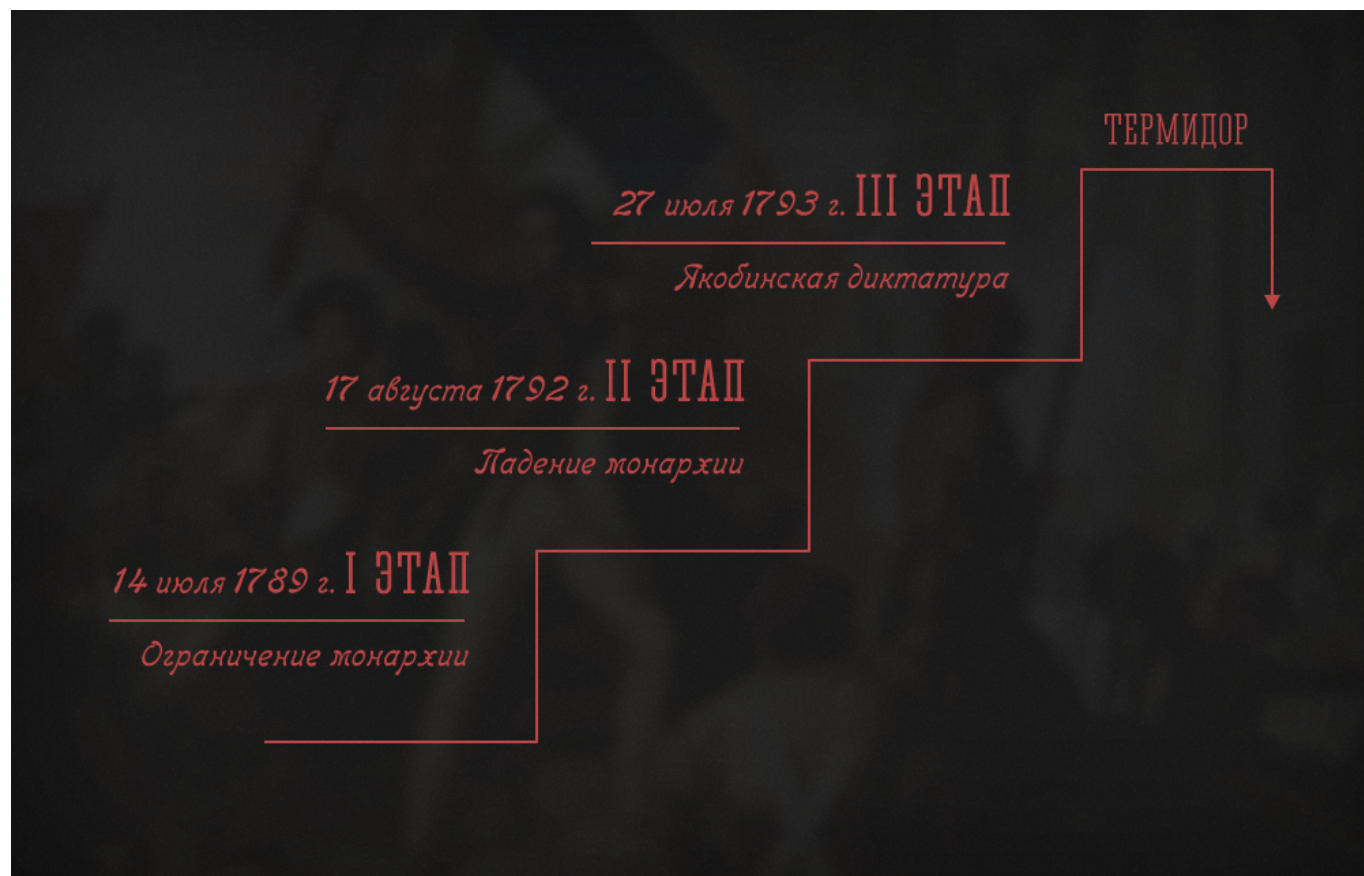 ТЕРМИДОР
27 июля 1793 г. III ЭТАП
Якобинская диктатура
17 августа 1792 г. II ЭТАП
Падение монархии
14 июля 1789 г. I ЭТАП
Ограничение монархии